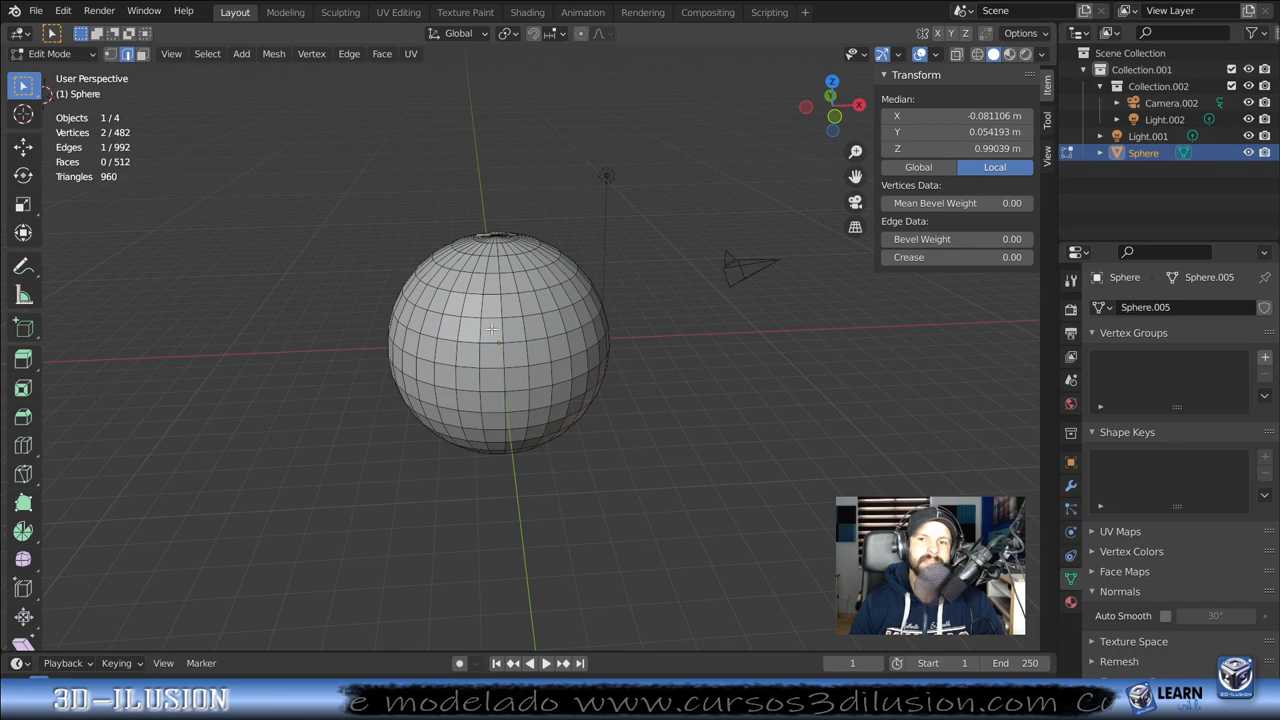 File Edit Render Window Help Layout Modeling Sculpting UV Editing Texture Paint Shading Animation Rendering Compositing Scripting + Scene View Layer
Global X Y Z Options
Edit Mode View Select Add Mesh Vertex Edge Face UV
User Perspective
(1) Sphere
Objects 1/4
Vertices 2/482
Edges 1/992
Faces 0/512
Triangles 960
Z
Y
X
Transform
Median:
X -0.081106 m
Y 0.054193 m
Z 0.99039 m
Global Local
Vertices Data:
Mean Bevel Weight 0.00
Edge Data:
Bevel Weight 0.00
Crease 0.00
Item
Tool
View
Scene Collection
Collection.001
Collection.002
Camera.002
Light.002
Light.001
Sphere
Sphere Sphere.005
Sphere.005
Vertex Groups
Shape Keys
UV Maps
Vertex Colors
Face Maps
Normals
Auto Smooth 30°
Texture Space
Remesh
Playback Keying View Marker 1 Start 1 End 250
3D-ILUSION e modelado www.cursos3dilusion.com Cu LEARN